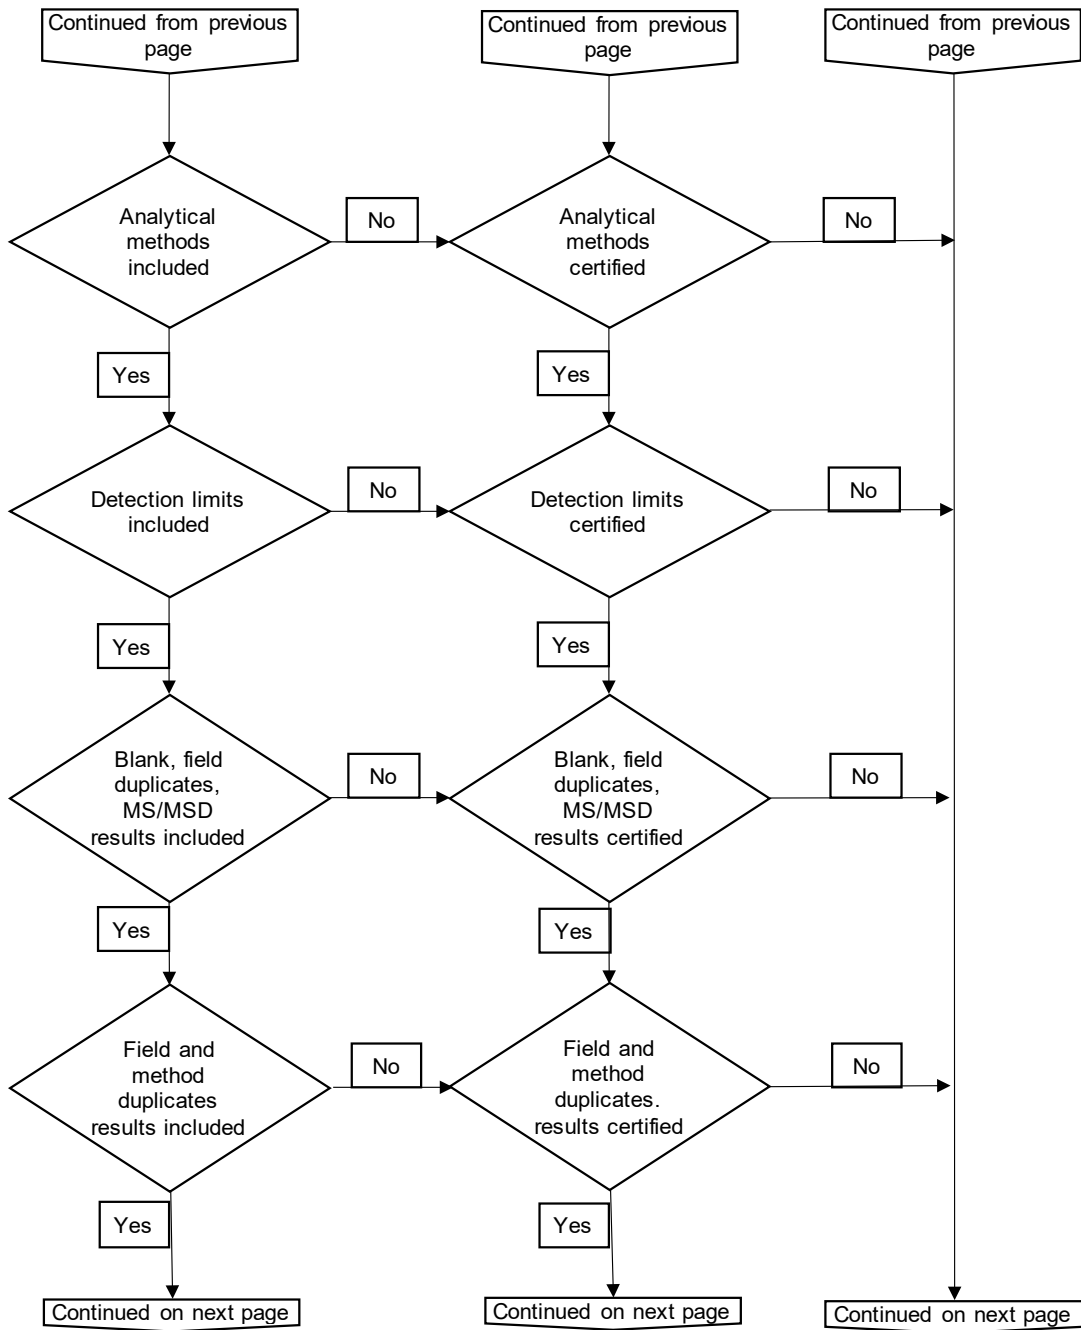 Continued from previous
page
Continued from previous
page
Continued from previous
page
Analytical
methods
included
No
Analytical
methods
certified
No
Yes
Yes
Detection limits
included
No
Detection limits
certified
No
Yes
Yes
Blank, field
duplicates,
MS/MSD
results included
No
Blank, field
duplicates,
MS/MSD
results certified
No
Yes
Yes
Field and
method
duplicates
results included
No
Field and
method
duplicates.
results certified
No
Yes
Yes
Continued on next page
Continued on next page
Continued on next page